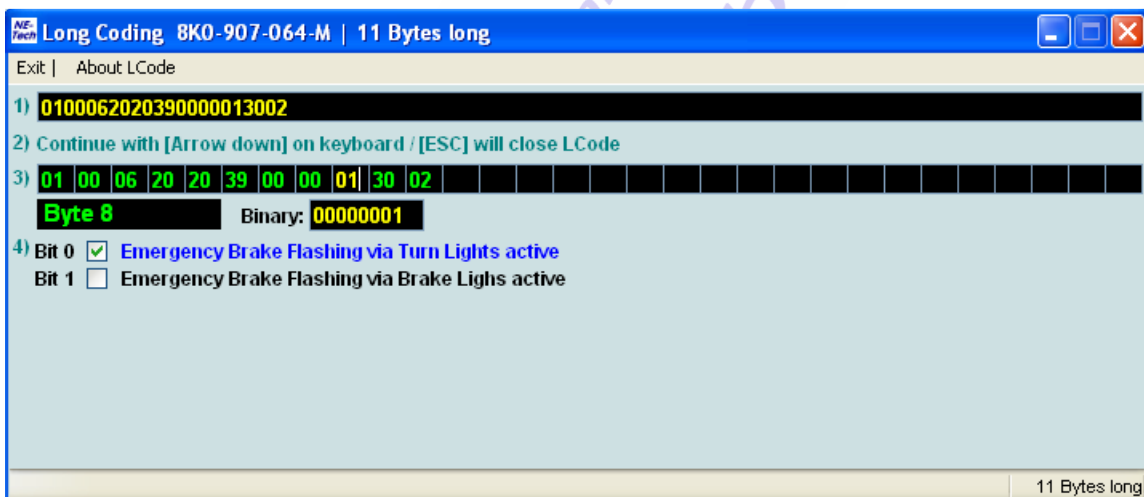 NE-Tech Long Coding 8K0-907-064-M | 11 Bytes long
Exit | About LCode
1) 0100062020390000013002
2) Continue with [Arrow down] on keyboard / [ESC] will close LCode
3) 01 00 06 20 20 39 00 00 01 30 02
Byte 8 Binary: 00000001
4) Bit 0 Emergency Brake Flashing via Turn Lights active
Bit 1 Emergency Brake Flashing via Brake Lighs active
11 Bytes long